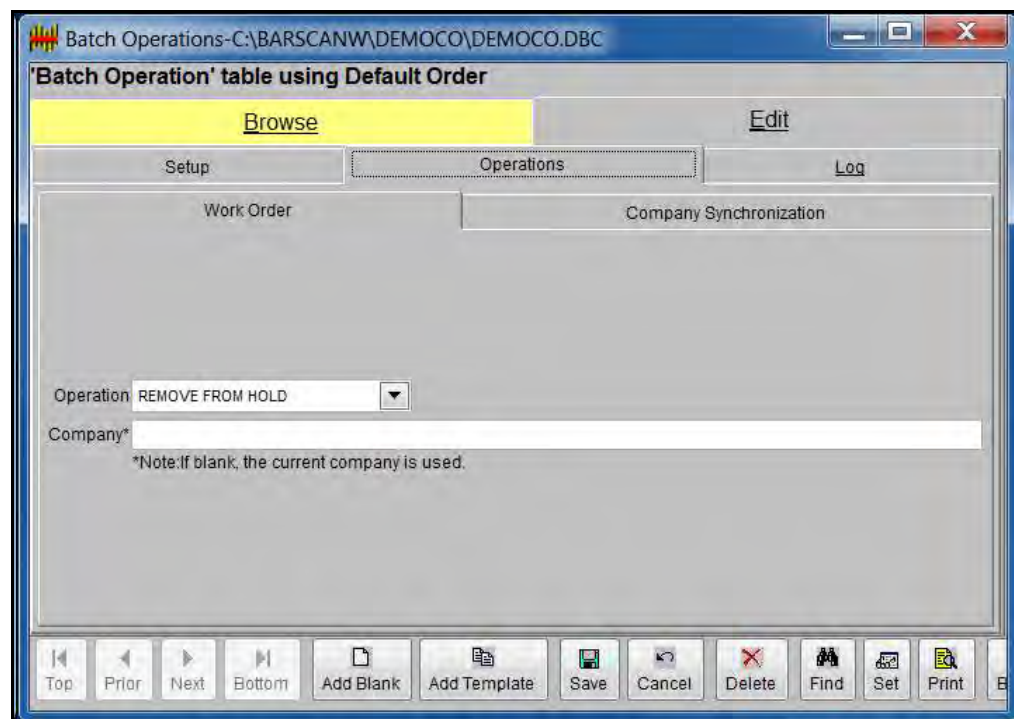 Batch Operations-C:\BARSCANW\DEMOCO\DEMOCO.DBC
'Batch Operation' table using Default Order
Browse Edit
Setup Operations Log
Work Order Company Synchronization
Operation REMOVE FROM HOLD
Company*
*Note:If blank, the current company is used.
Top Prior Next Bottom Add Blank Add Template Save Cancel Delete Find Set Print B